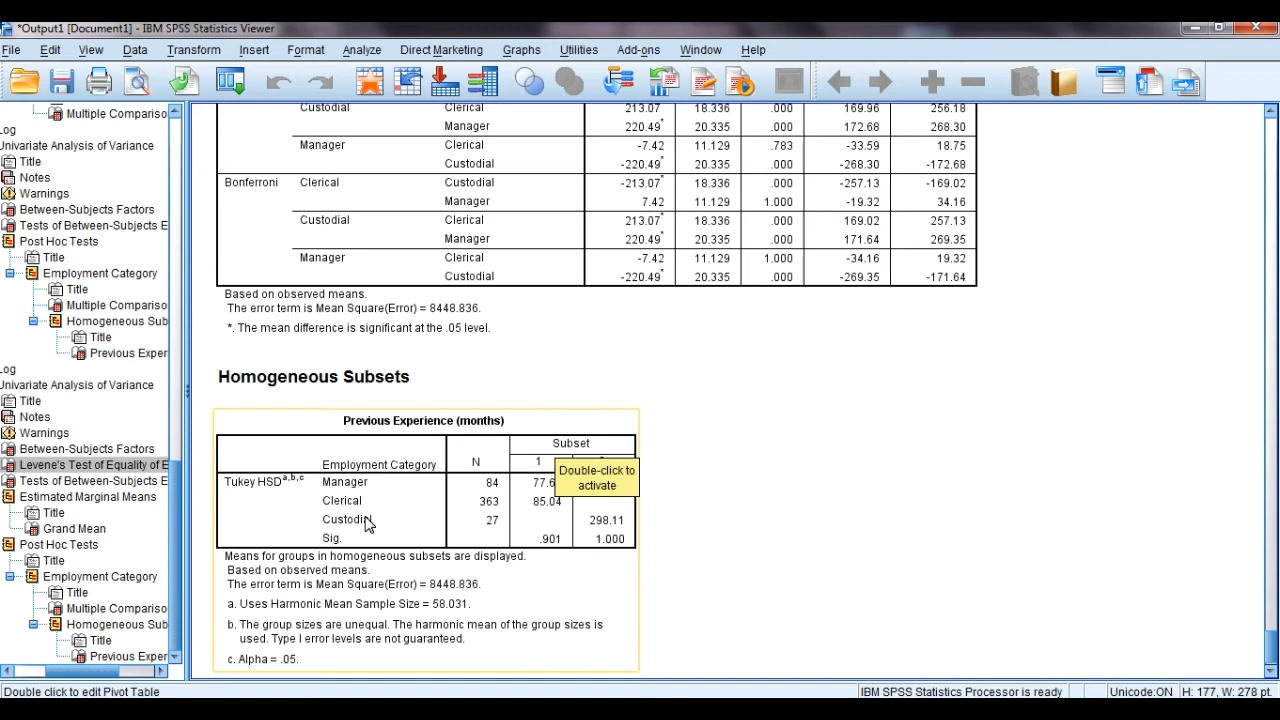 *Output1 [Document1] - IBM SPSS Statistics Viewer
File Edit View Data Transform Insert Format Analyze Direct Marketing Graphs Utilities Add-ons Window Help
Multiple Compariso
Log
Univariate Analysis of Variance
Title
Notes
Warnings
Between-Subjects Factors
Tests of Between-Subjects E
Post Hoc Tests
Title
Employment Category
Title
Multiple Compariso
Homogeneous Sub
Title
Previous Exper
Log
Univariate Analysis of Variance
Title
Notes
Warnings
Between-Subjects Factors
Levene's Test of Equality of E
Tests of Between-Subjects E
Estimated Marginal Means
Title
Grand Mean
Post Hoc Tests
Title
Employment Category
Title
Multiple Compariso
Homogeneous Sub
Title
Previous Exper
Custodial Clerical 213.07* 18.336 .000 169.96 256.18
Manager 220.49* 20.335 .000 172.68 268.30
Manager Clerical -7.42 11.129 .783 -33.59 18.75
Custodial -220.49* 20.335 .000 -268.30 -172.68
Bonferroni Clerical Custodial -213.07* 18.336 .000 -257.13 -169.02
Manager 7.42 11.129 1.000 -19.32 34.16
Custodial Clerical 213.07* 18.336 .000 169.02 257.13
Manager 220.49* 20.335 .000 171.64 269.35
Manager Clerical -7.42 11.129 1.000 -34.16 19.32
Custodial -220.49* 20.335 .000 -269.35 -171.64
Based on observed means.
The error term is Mean Square(Error) = 8448.836.
*. The mean difference is significant at the .05 level.
Homogeneous Subsets
Previous Experience (months)
Subset
Employment Category N 1
Double-click to
activate
Tukey HSD a,b,c Manager 84 77.6
Clerical 363 85.04
Custodial 27 298.11
Sig. .901 1.000
Means for groups in homogeneous subsets are displayed.
Based on observed means.
The error term is Mean Square(Error) = 8448.836.
a. Uses Harmonic Mean Sample Size = 58.031.
b. The group sizes are unequal. The harmonic mean of the group sizes is
used. Type I error levels are not guaranteed.
c. Alpha = .05.
Double click to edit Pivot Table IBM SPSS Statistics Processor is ready Unicode:ON H: 177, W: 278 pt.